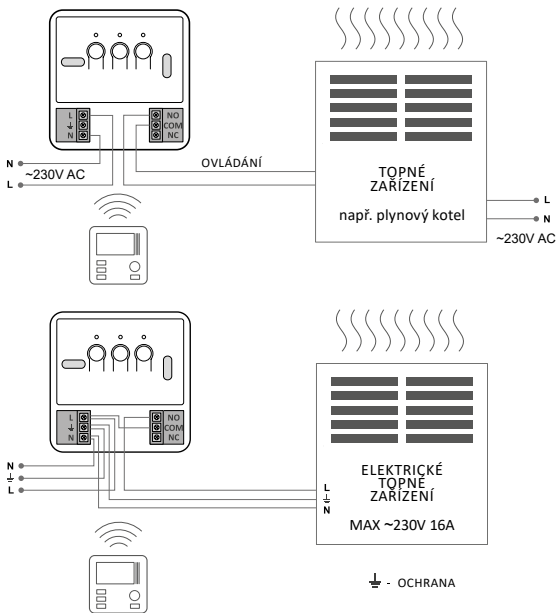 L
⏚
N
NO
COM
NC
N
~230V AC
L
OVLÁDÁNÍ
TOPNÉ
ZAŘÍZENÍ
např. plynový kotel
L
N
~230V AC
L
⏚
N
NO
COM
NC
N
⏚
L
L
⏚
N
ELEKTRICKÉ
TOPNÉ
ZAŘÍZENÍ
MAX ~230V 16A
⏚ - OCHRANA